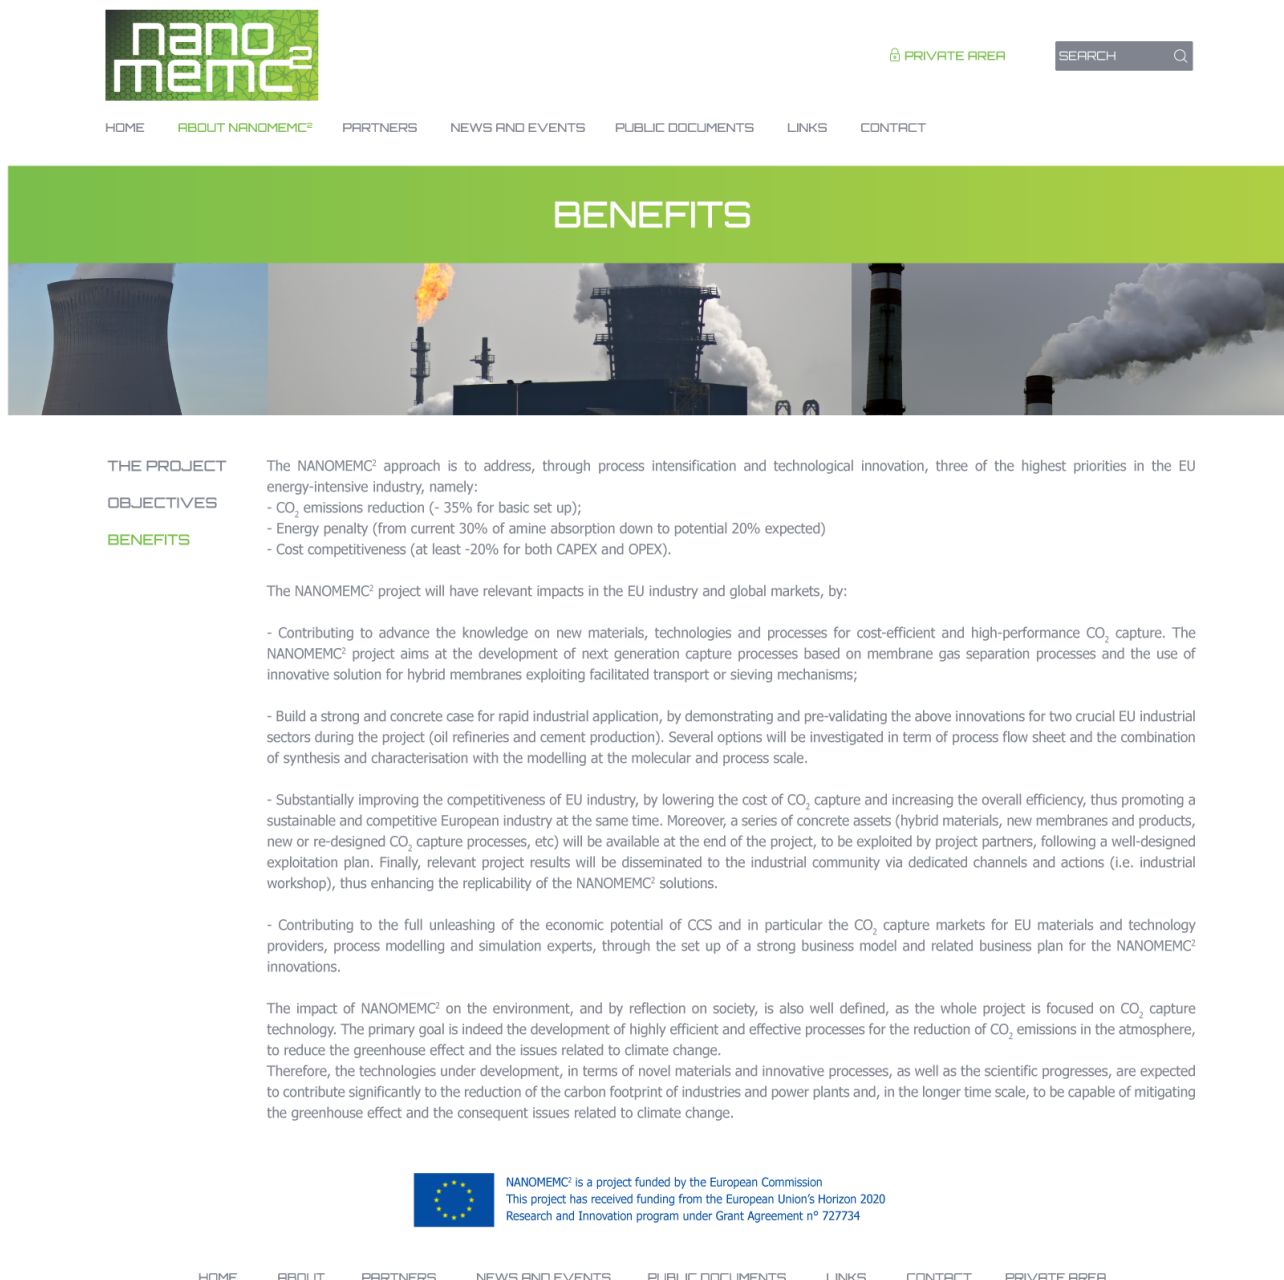 nano
memc2
PRIVATE AREA
SEARCH
HOME ABOUT NANOMEMC² PARTNERS NEWS AND EVENTS PUBLIC DOCUMENTS LINKS CONTACT
BENEFITS
THE PROJECT
OBJECTIVES
BENEFITS
The NANOMEMC² approach is to address, through process intensification and technological innovation, three of the highest priorities in the EU
energy-intensive industry, namely:
- CO₂ emissions reduction (- 35% for basic set up);
- Energy penalty (from current 30% of amine absorption down to potential 20% expected)
- Cost competitiveness (at least -20% for both CAPEX and OPEX).
The NANOMEMC² project will have relevant impacts in the EU industry and global markets, by:
- Contributing to advance the knowledge on new materials, technologies and processes for cost-efficient and high-performance CO₂ capture. The
NANOMEMC² project aims at the development of next generation capture processes based on membrane gas separation processes and the use of
innovative solution for hybrid membranes exploiting facilitated transport or sieving mechanisms;
- Build a strong and concrete case for rapid industrial application, by demonstrating and pre-validating the above innovations for two crucial EU industrial
sectors during the project (oil refineries and cement production). Several options will be investigated in term of process flow sheet and the combination
of synthesis and characterisation with the modelling at the molecular and process scale.
- Substantially improving the competitiveness of EU industry, by lowering the cost of CO₂ capture and increasing the overall efficiency, thus promoting a
sustainable and competitive European industry at the same time. Moreover, a series of concrete assets (hybrid materials, new membranes and products,
new or re-designed CO₂ capture processes, etc) will be available at the end of the project, to be exploited by project partners, following a well-designed
exploitation plan. Finally, relevant project results will be disseminated to the industrial community via dedicated channels and actions (i.e. industrial
workshop), thus enhancing the replicability of the NANOMEMC² solutions.
- Contributing to the full unleashing of the economic potential of CCS and in particular the CO₂ capture markets for EU materials and technology
providers, process modelling and simulation experts, through the set up of a strong business model and related business plan for the NANOMEMC²
innovations.
The impact of NANOMEMC² on the environment, and by reflection on society, is also well defined, as the whole project is focused on CO₂ capture
technology. The primary goal is indeed the development of highly efficient and effective processes for the reduction of CO₂ emissions in the atmosphere,
to reduce the greenhouse effect and the issues related to climate change.
Therefore, the technologies under development, in terms of novel materials and innovative processes, as well as the scientific progresses, are expected
to contribute significantly to the reduction of the carbon footprint of industries and power plants and, in the longer time scale, to be capable of mitigating
the greenhouse effect and the consequent issues related to climate change.
NANOMEMC² is a project funded by the European Commission
This project has received funding from the European Union's Horizon 2020
Research and Innovation program under Grant Agreement n° 727734
HOME ABOUT PARTNERS NEWS AND EVENTS PUBLIC DOCUMENTS LINKS CONTACT PRIVATE AREA